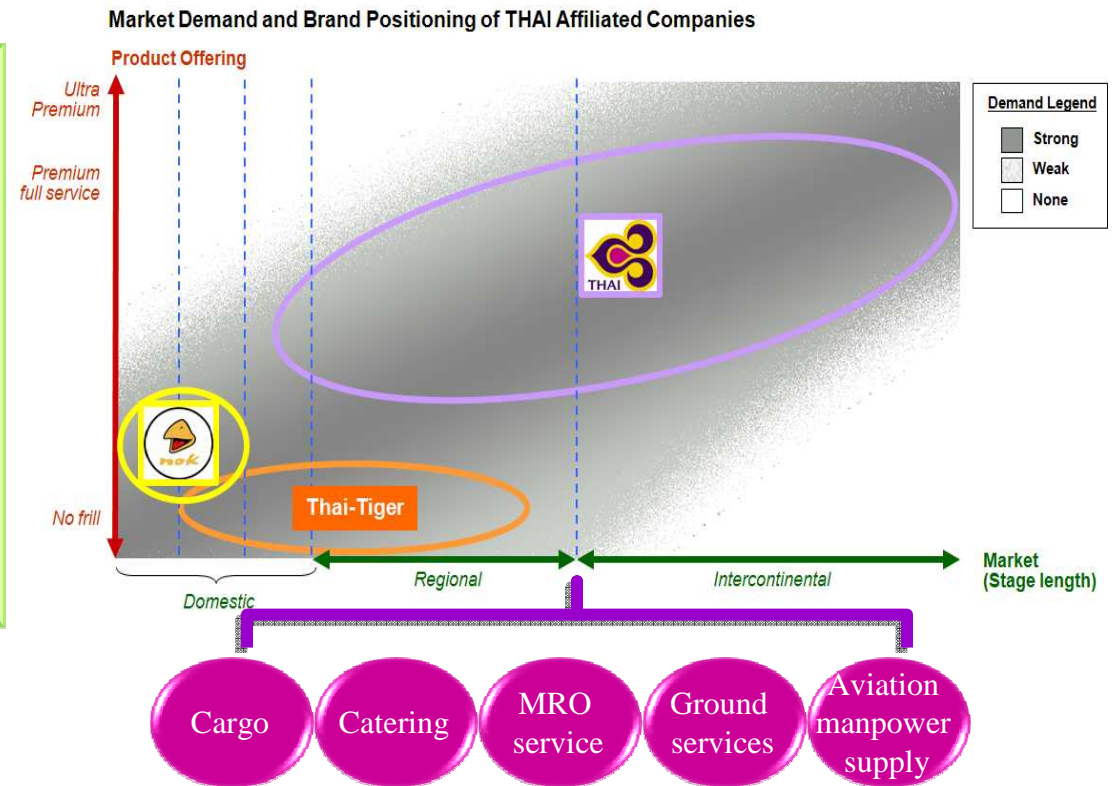 Market Demand and Brand Positioning of THAI Affiliated Companies
Product Offering
Ultra
Premium
Premium
full service
No frill
Demand Legend
Strong
Weak
None
THAI
nok
Thai-Tiger
Domestic
Regional
Intercontinental
Market
(Stage length)
Cargo
Catering
MRO
service
Ground
services
Aviation
manpower
supply